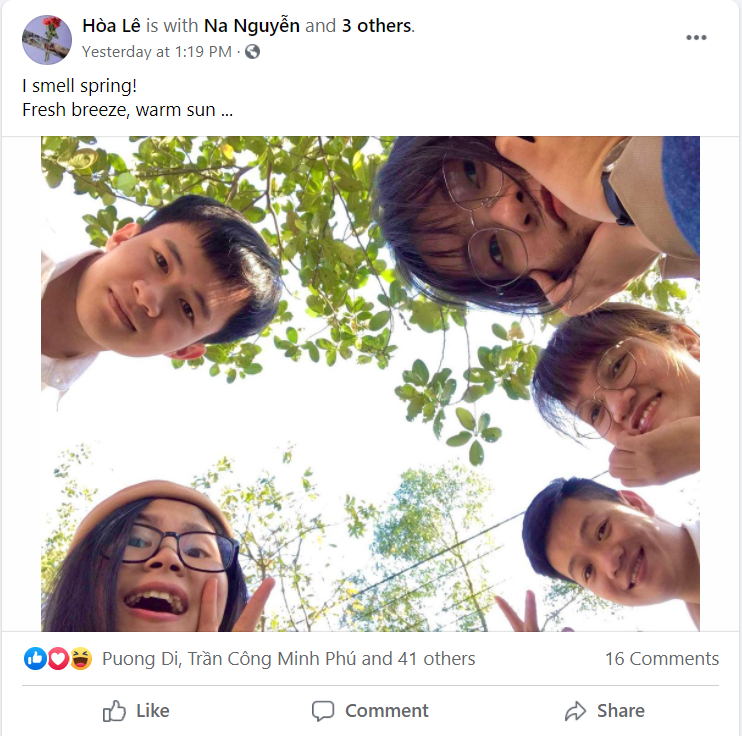 Hòa Lê is with Na Nguyễn and 3 others.
Yesterday at 1:19 PM ·
I smell spring!
Fresh breeze, warm sun ...
Puong Di, Trần Công Minh Phú and 41 others
16 Comments
Like
Comment
Share